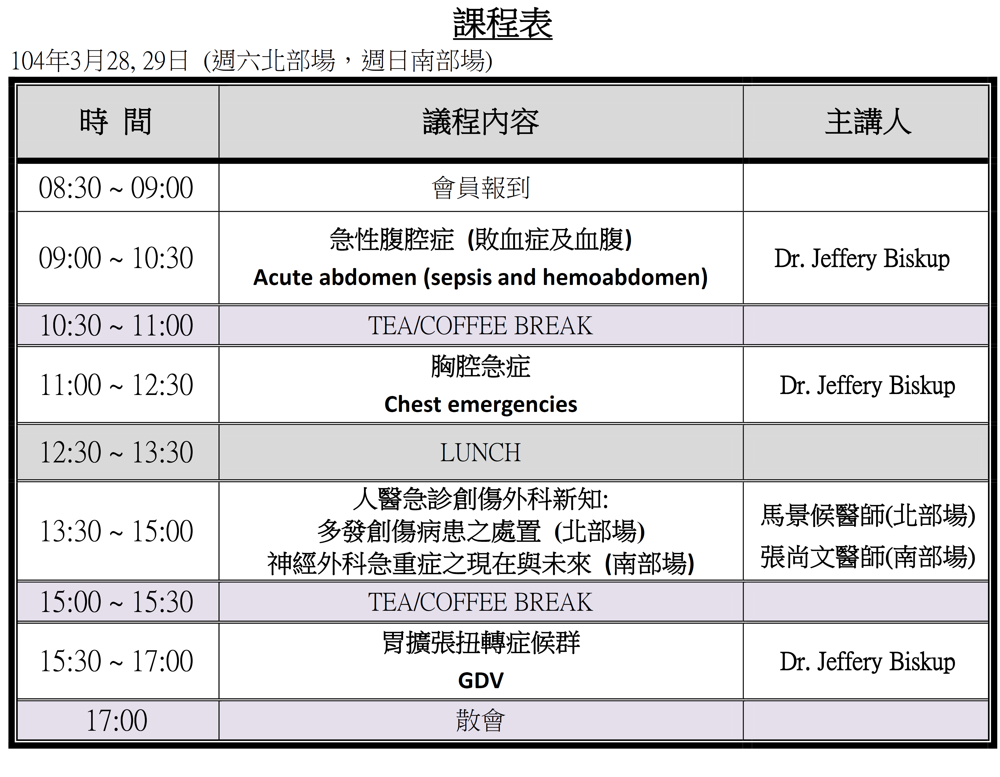 課程表
104年3月28, 29日 (週六北部場，週日南部場)
時 間 議程內容 主講人
08:30 ~ 09:00 會員報到
09:00 ~ 10:30 急性腹腔症 (敗血症及血腹) Dr. Jeffery Biskup
Acute abdomen (sepsis and hemoabdomen)
10:30 ~ 11:00 TEA/COFFEE BREAK
11:00 ~ 12:30 胸腔急症 Dr. Jeffery Biskup
Chest emergencies
12:30 ~ 13:30 LUNCH
13:30 ~ 15:00 人醫急診創傷外科新知:
多發創傷病患之處置 (北部場)
神經外科急重症之現在與未來 (南部場)
馬景候醫師(北部場)
張尚文醫師(南部場)
15:00 ~ 15:30 TEA/COFFEE BREAK
15:30 ~ 17:00 胃擴張扭轉症候群 Dr. Jeffery Biskup
GDV
17:00 散會